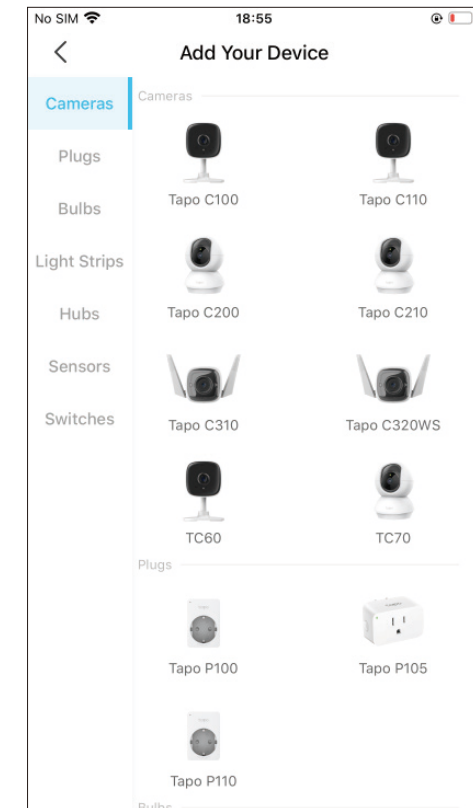 No SIM 18:55
Add Your Device
Cameras
Plugs
Bulbs
Light Strips
Hubs
Sensors
Switches
Cameras
Tapo C100 Tapo C110
Tapo C200 Tapo C210
Tapo C310 Tapo C320WS
TC60 TC70
Plugs
Tapo P100 Tapo P105
Tapo P110
Bulbs